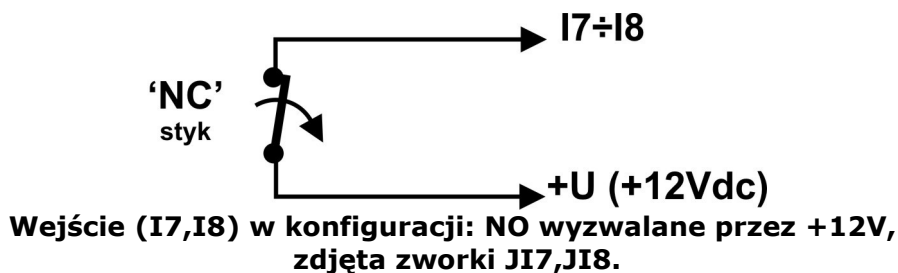 I7÷I8
‘NC’
styk
+U (+12Vdc)
Wejście (I7,I8) w konfiguracji: NO wyzwalane przez +12V,
zdjęta zworki JI7,JI8.